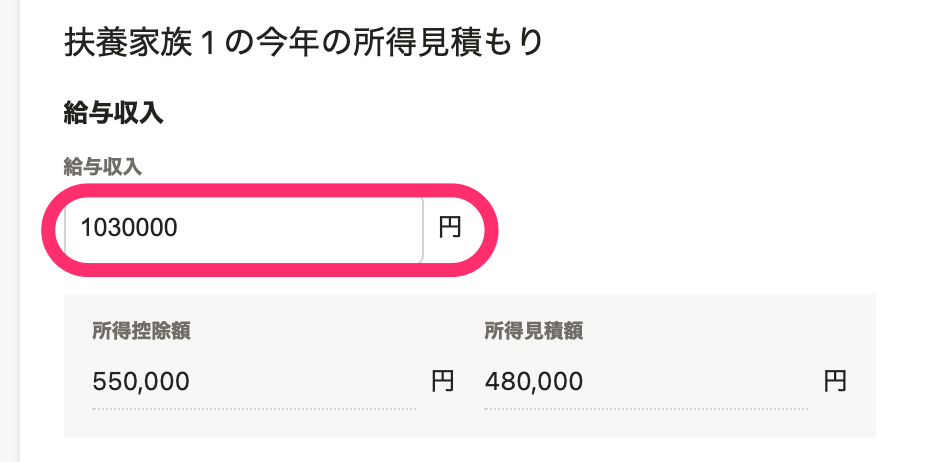 扶養家族１の今年の所得見積もり
給与収入
給与収入
1030000 円
所得控除額 所得見積額
550,000 円 480,000 円